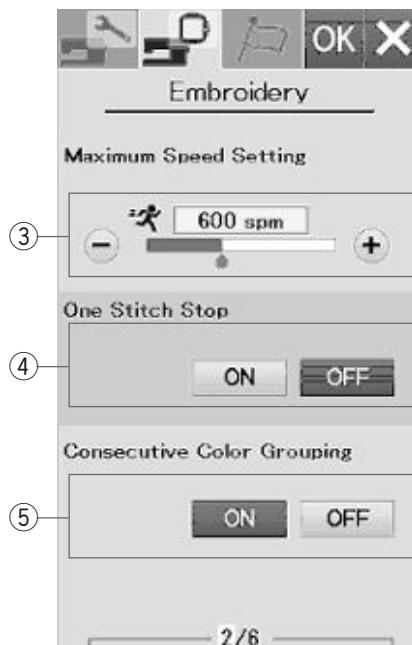 OK
Embroidery
Maximum Speed Setting
③
600 spm
One Stitch Stop
④
ON OFF
Consecutive Color Grouping
⑤
ON OFF
2/6